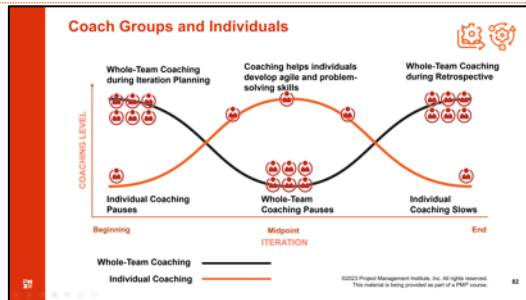 Coach Groups and Individuals
Whole-Team Coaching
during Iteration Planning
Coaching helps individuals
develop agile and problem-
solving skills
Whole-Team Coaching
during Retrospective
COACHING LEVEL
Individual Coaching
Pauses
Whole-Team
Coaching Pauses
Individual
Coaching Slows
Beginning
Midpoint
End
ITERATION
Whole-Team Coaching
Individual Coaching
©2023 Project Management Institute, Inc. All rights reserved.
This material is being provided as part of a PMP® course.
82